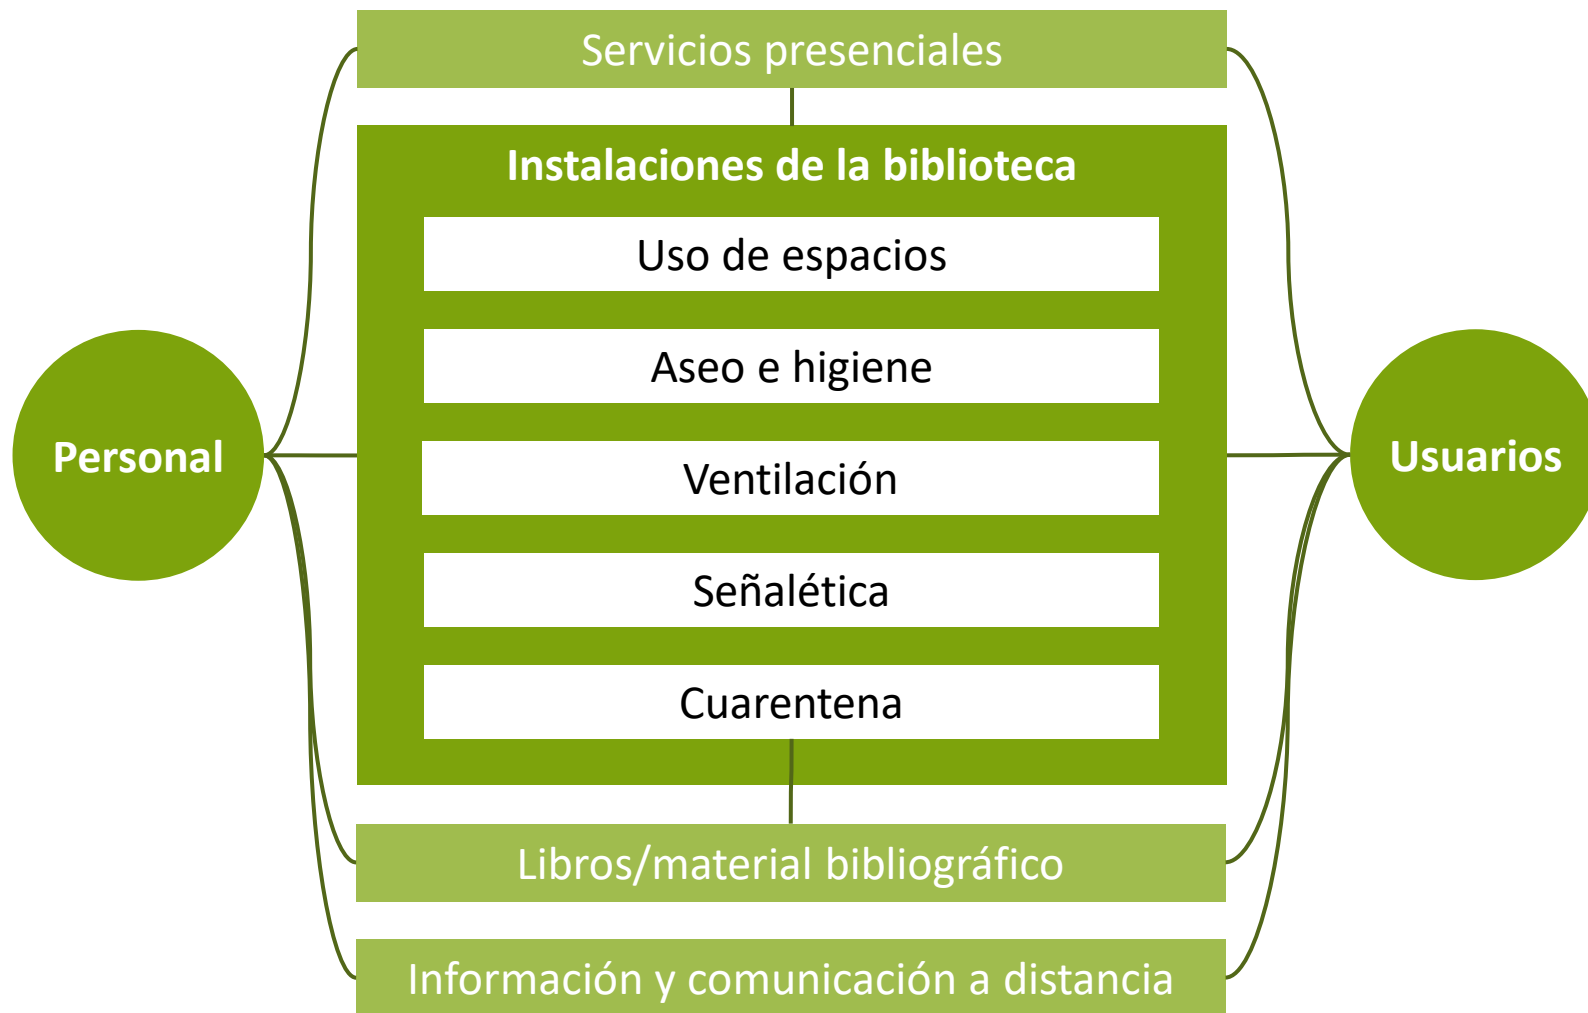 Servicios presenciales
Instalaciones de la biblioteca
Uso de espacios
Aseo e higiene
Personal
Ventilación
Usuarios
Señalética
Cuarentena
Libros/material bibliográfico
Información y comunicación a distancia